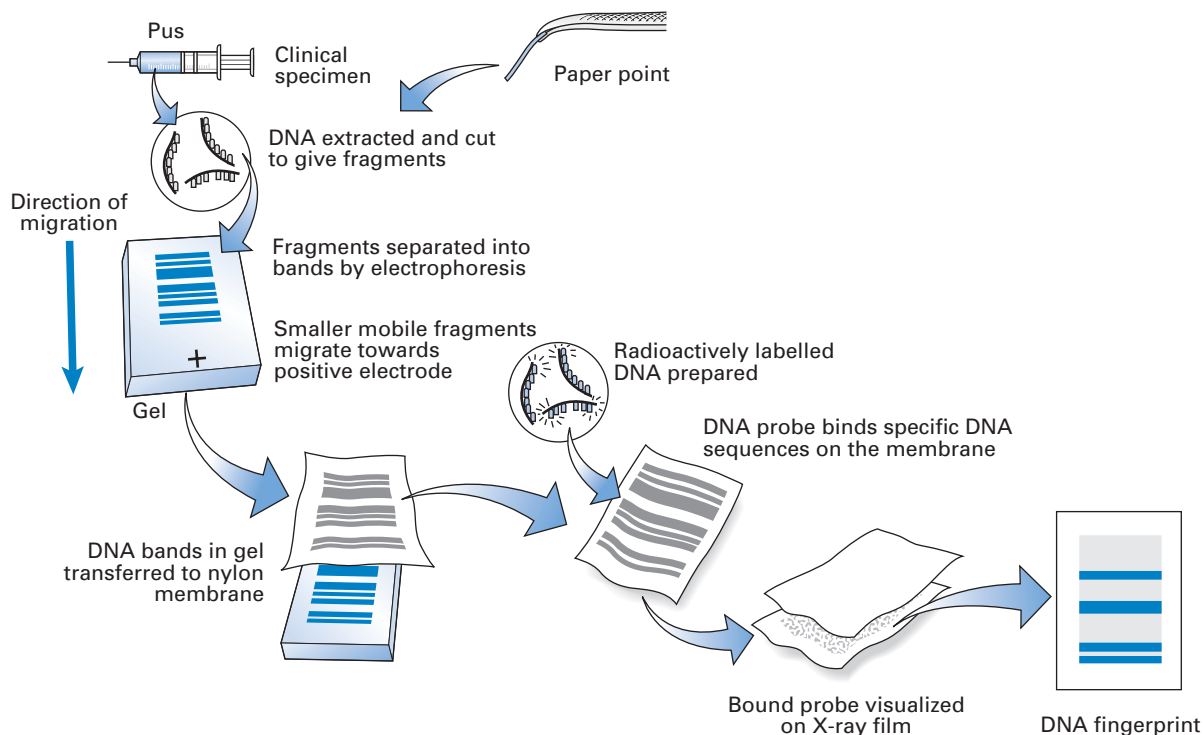 Pus
Clinical
specimen
Paper point
DNA extracted and cut
to give fragments
Direction of
migration
Fragments separated into
bands by electrophoresis
Smaller mobile fragments
migrate towards
positive electrode
+
Gel
Radioactively labelled
DNA prepared
DNA probe binds specific DNA
sequences on the membrane
DNA bands in gel
transferred to nylon
membrane
Bound probe visualized
on X-ray film
DNA fingerprint